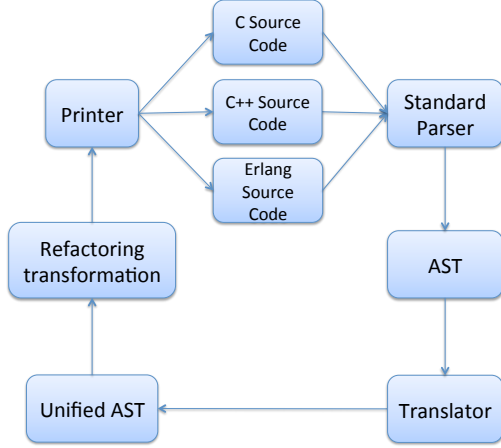 C Source
Code
Printer
C++ Source
Code
Standard
Parser
Erlang
Source
Code
Refactoring
transformation
AST
Unified AST
Translator